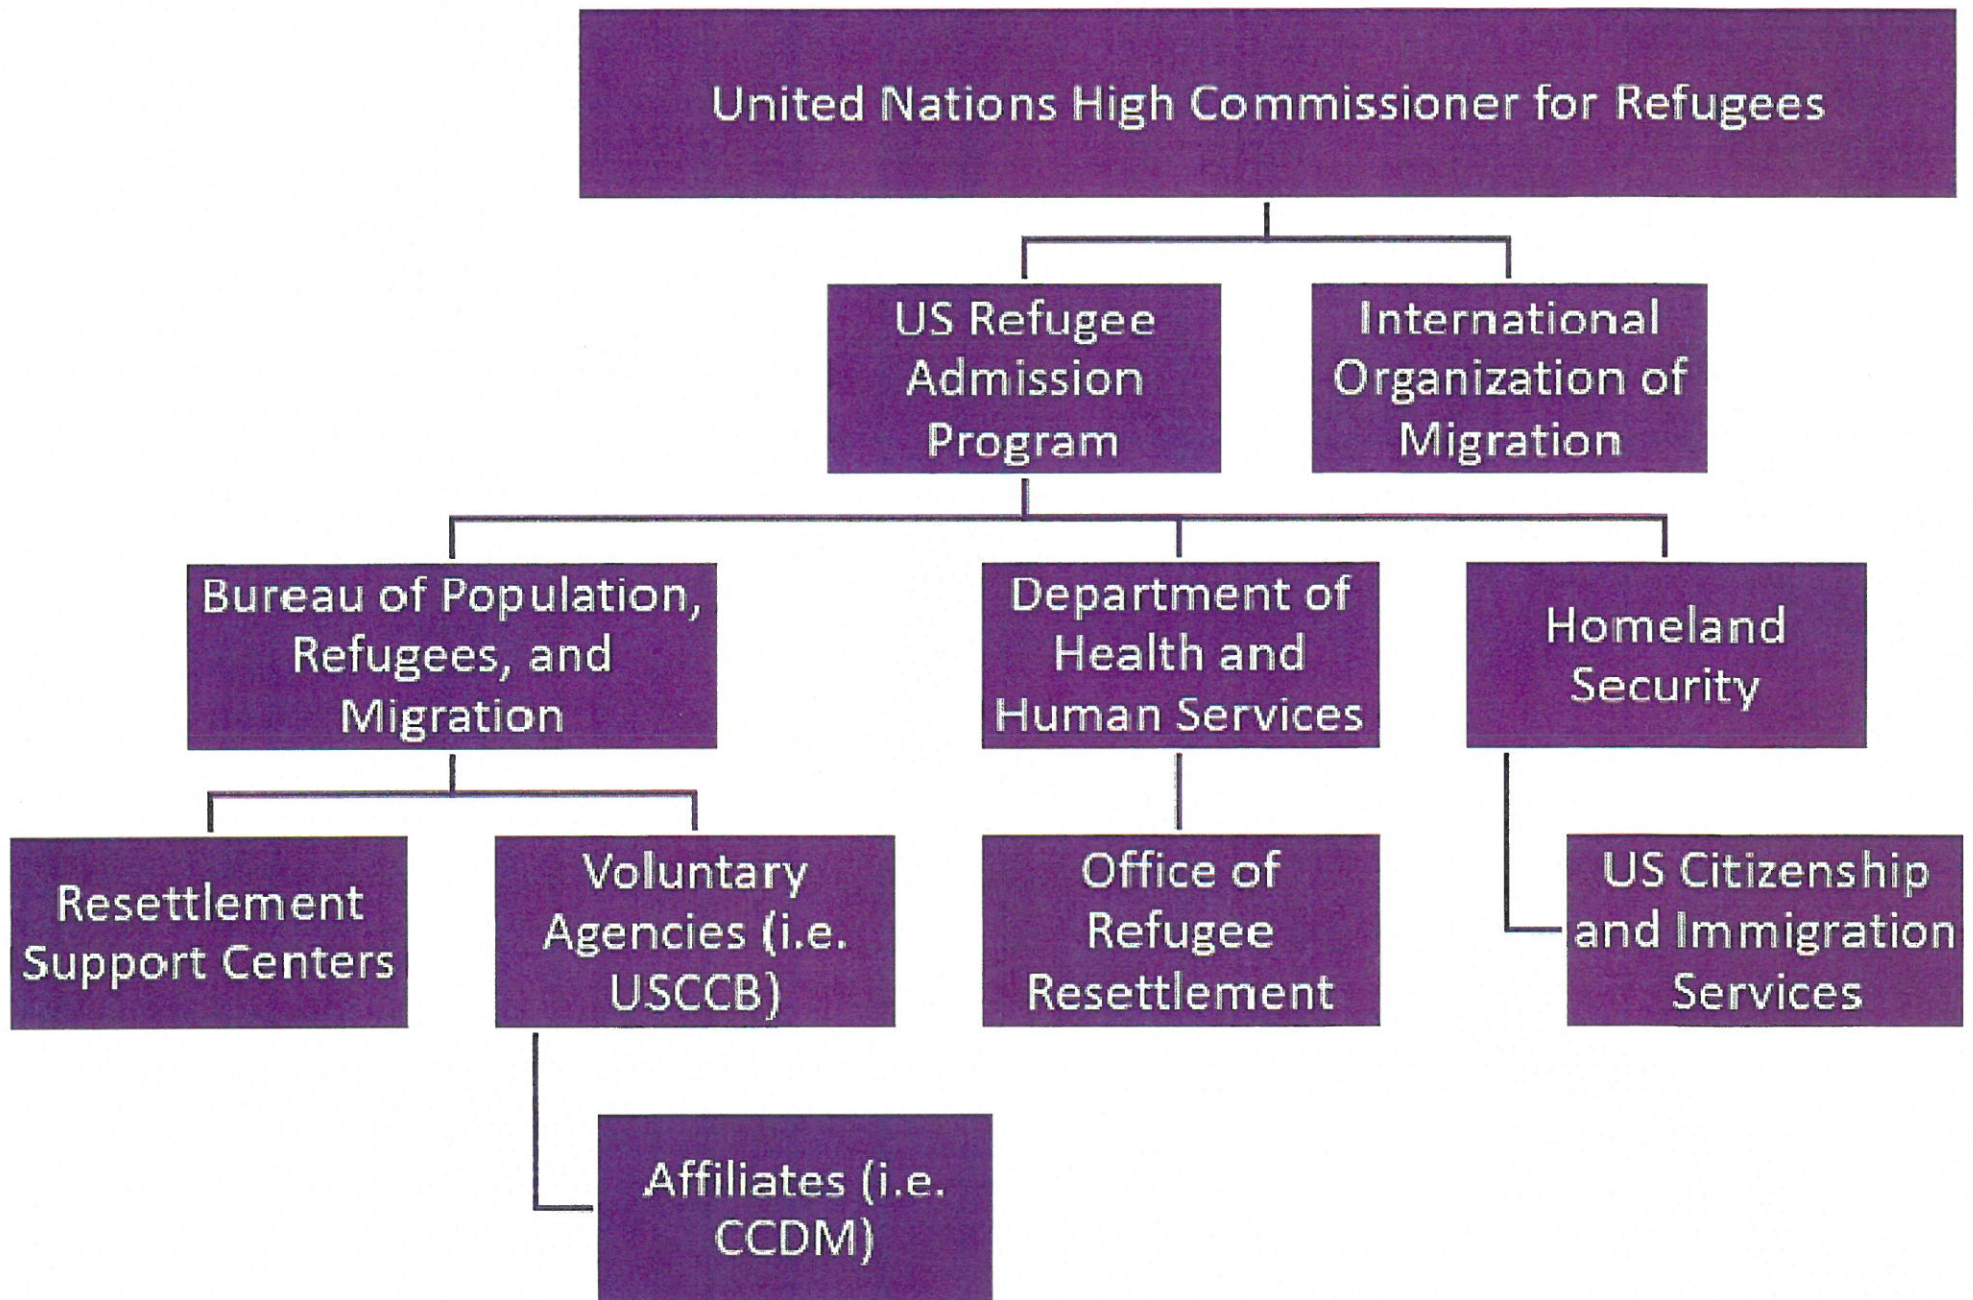 United Nations High Commissioner for Refugees
US Refugee
Admission
Program
International
Organization of
Migration
Bureau of Population,
Refugees, and
Migration
Department of
Health and
Human Services
Homeland
Security
Resettlement
Support Centers
Voluntary
Agencies (i.e.
USCCB)
Office of
Refugee
Resettlement
US Citizenship
and Immigration
Services
Affiliates (i.e.
CCDM)